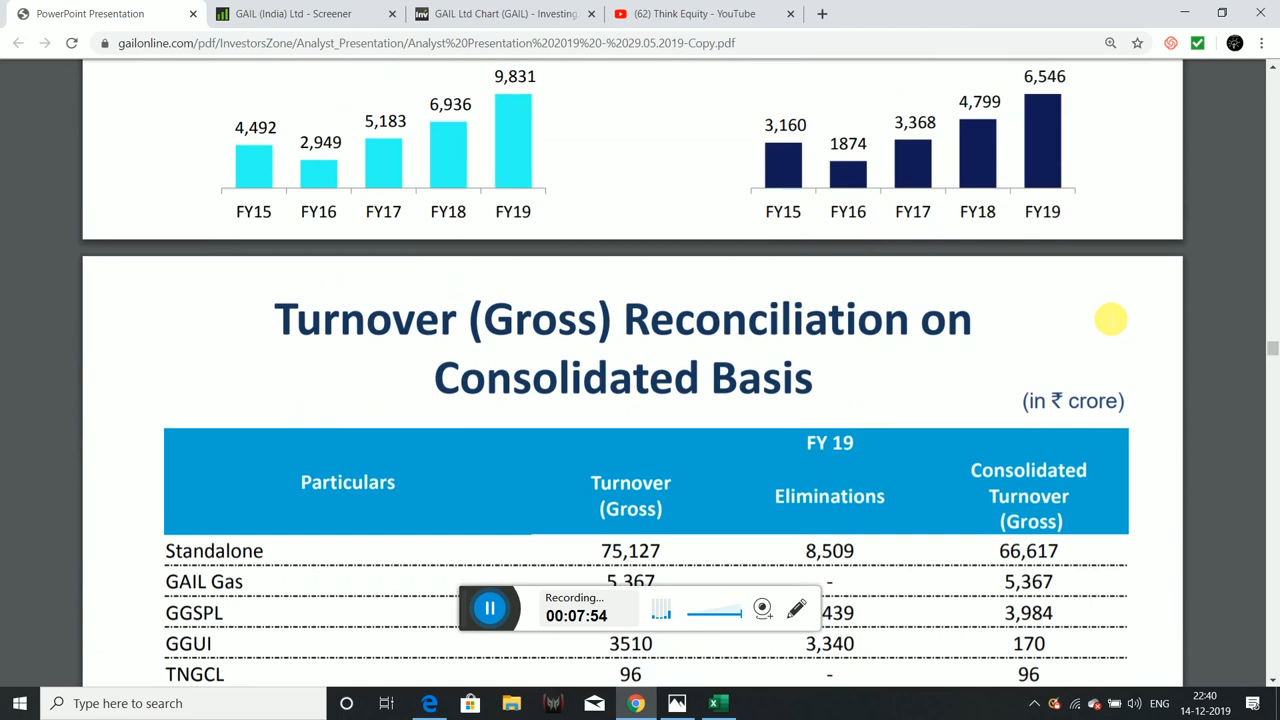 PowerPoint Presentation
GAIL (India) Ltd - Screener
Inv
GAIL Ltd Chart (GAIL) - Investing
(62) Think Equity - YouTube
gailonline.com/pdf/InvestorsZone/Analyst_Presentation/Analyst%20Presentation%202019%20-%2029.05.2019-Copy.pdf
4,492 2,949 5,183 6,936 9,831
FY15 FY16 FY17 FY18 FY19
3,160 1874 3,368 4,799 6,546
FY15 FY16 FY17 FY18 FY19
Turnover (Gross) Reconciliation on
Consolidated Basis
(in ₹ crore)
FY 19
Particulars Turnover (Gross) Eliminations Consolidated Turnover (Gross)
Standalone 75,127 8,509 66,617
GAIL Gas 5,367 - 5,367
GGSPL 439 3,984
GGUI 3510 3,340 170
TNGCL 96 - 96
Recording...
00:07:54
Type here to search
ENG
22:40
14-12-2019